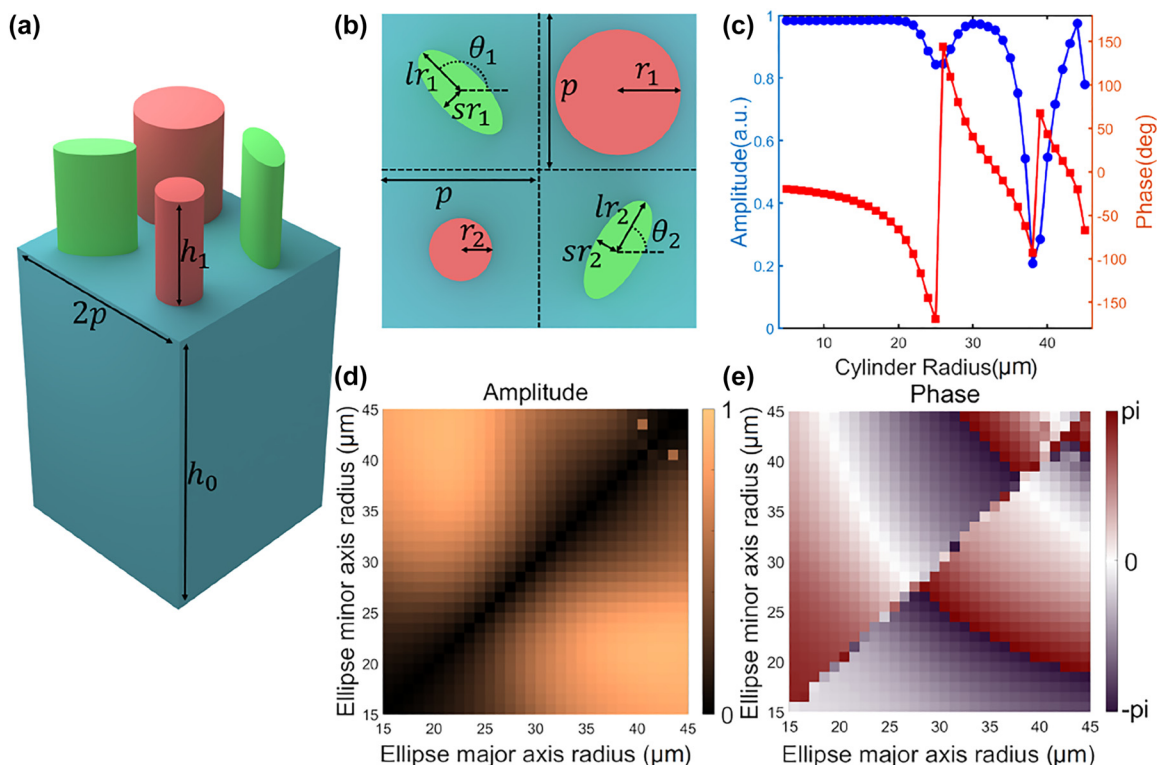 (a)
h₁
2p
h₀
(b)
lr₁
θ₁
sr₁
p
r₁
p
r₂
lr₂
sr₂
θ₂
(c)
Amplitude(a.u.)
1
0.8
0.6
0.4
0.2
0
10 20 30 40
Cylinder Radius(μm)
150
100
50
0
-50
-100
-150
Phase(deg)
(d)
Amplitude
Ellipse minor axis radius (μm)
45
40
35
30
25
20
15
15 20 25 30 35 40 45
Ellipse major axis radius (μm)
1
0
(e)
Phase
Ellipse minor axis radius (μm)
45
40
35
30
25
20
15
15 20 25 30 35 40 45
Ellipse major axis radius (μm)
pi
0
-pi